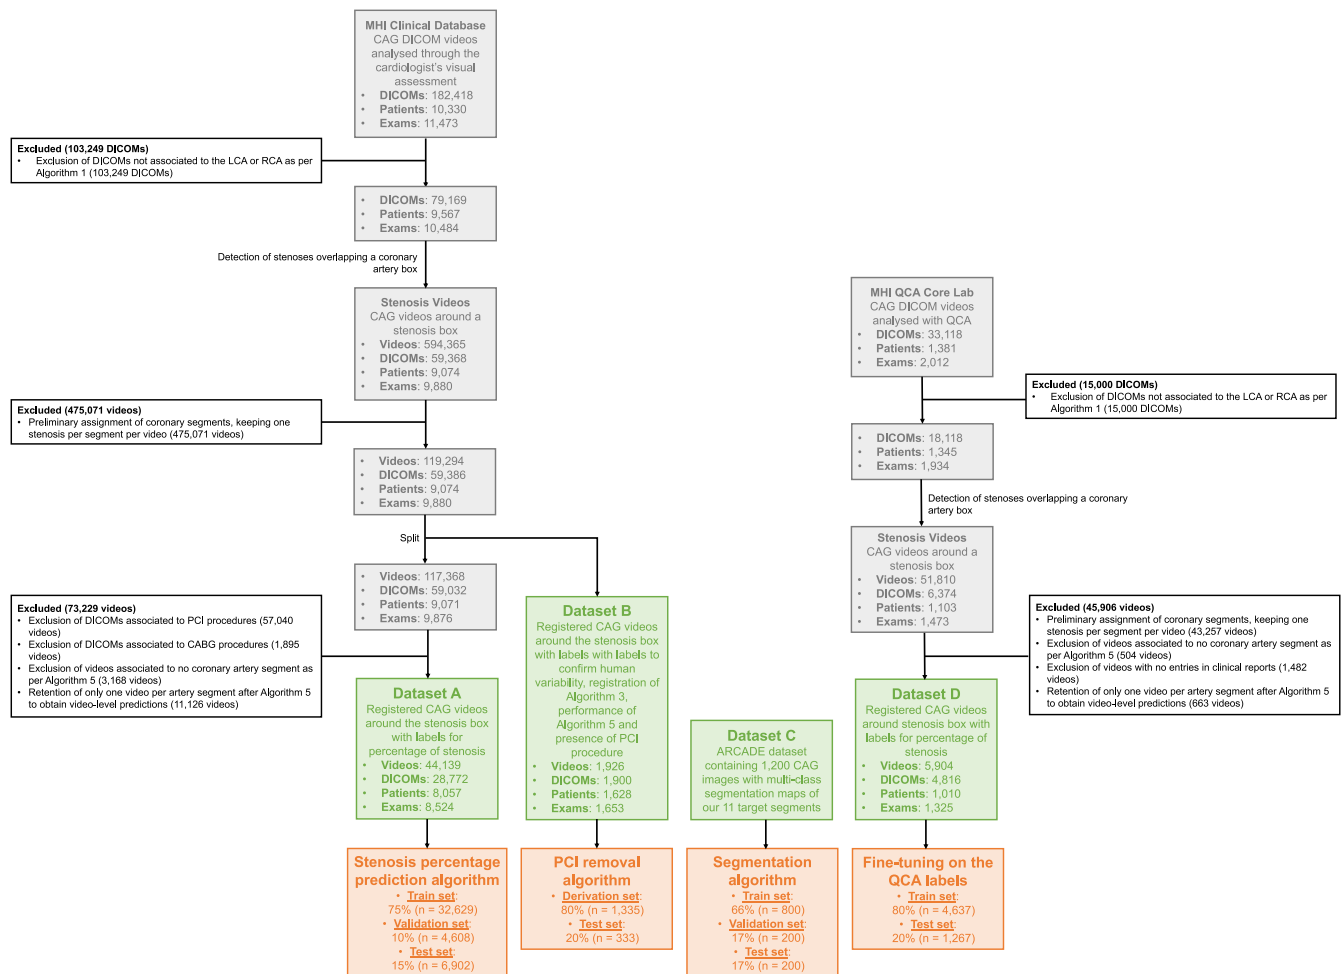 MHI Clinical Database
CAG DICOM videos
analysed through the
cardiologist's visual
assessment
• DICOMs: 182,418
• Patients: 10,330
• Exams: 11,473
Excluded (103,249 DICOMs)
• Exclusion of DICOMs not associated to the LCA or RCA as per
Algorithm 1 (103,249 DICOMs)
• DICOMs: 79,169
• Patients: 9,567
• Exams: 10,484
Detection of stenoses overlapping a coronary
artery box
Stenosis Videos
CAG videos around a
stenosis box
• Videos: 594,365
• DICOMs: 59,368
• Patients: 9,074
• Exams: 9,880
Excluded (475,071 videos)
• Preliminary assignment of coronary segments, keeping one
stenosis per segment per video (475,071 videos)
• Videos: 119,294
• DICOMs: 59,386
• Patients: 9,074
• Exams: 9,880
Split
• Videos: 117,368
• DICOMs: 59,032
• Patients: 9,071
• Exams: 9,876
Excluded (73,229 videos)
• Exclusion of DICOMs associated to PCI procedures (57,040
videos)
• Exclusion of DICOMs associated to CABG procedures (1,895
videos)
• Exclusion of videos associated to no coronary artery segment as
per Algorithm 5 (3,168 videos)
• Retention of only one video per artery segment after Algorithm 5
to obtain video-level predictions (11,126 videos)
Dataset A
Registered CAG videos
around the stenosis box
with labels for
percentage of stenosis
• Videos: 44,139
• DICOMs: 28,772
• Patients: 8,057
• Exams: 8,524
Stenosis percentage
prediction algorithm
• Train set:
75% (n = 32,629)
• Validation set:
10% (n = 4,608)
• Test set:
15% (n = 6,902)
Dataset B
Registered CAG videos
around the stenosis box
with labels with labels to
confirm human
variability, registration of
Algorithm 3,
performance of
Algorithm 5 and
presence of PCI
procedure
• Videos: 1,926
• DICOMs: 1,900
• Patients: 1,628
• Exams: 1,653
PCI removal
algorithm
• Derivation set:
80% (n = 1,335)
• Test set:
20% (n = 333)
Dataset C
ARCADE dataset
containing 1,200 CAG
images with multi-class
segmentation maps of
our 11 target segments
Segmentation
algorithm
• Train set:
66% (n = 800)
• Validation set:
17% (n = 200)
• Test set:
17% (n = 200)
MHI QCA Core Lab
CAG DICOM videos
analysed with QCA
• DICOMs: 33,118
• Patients: 1,381
• Exams: 2,012
Excluded (15,000 DICOMs)
• Exclusion of DICOMs not associated to the LCA or RCA as per
Algorithm 1 (15,000 DICOMs)
• DICOMs: 18,118
• Patients: 1,345
• Exams: 1,934
Detection of stenoses overlapping a coronary
artery box
Stenosis Videos
CAG videos around a
stenosis box
• Videos: 51,810
• DICOMs: 6,374
• Patients: 1,103
• Exams: 1,473
Excluded (45,906 videos)
• Preliminary assignment of coronary segments, keeping one
stenosis per segment per video (43,257 videos)
• Exclusion of videos associated to no coronary artery segment as
per Algorithm 5 (504 videos)
• Exclusion of videos with no entries in clinical reports (1,482
videos)
• Retention of only one video per artery segment after Algorithm 5
to obtain video-level predictions (663 videos)
Dataset D
Registered CAG videos
around stenosis box with
labels for percentage of
stenosis
• Videos: 5,904
• DICOMs: 4,816
• Patients: 1,010
• Exams: 1,325
Fine-tuning on the
QCA labels
• Train set:
80% (n = 4,637)
• Test set:
20% (n = 1,267)